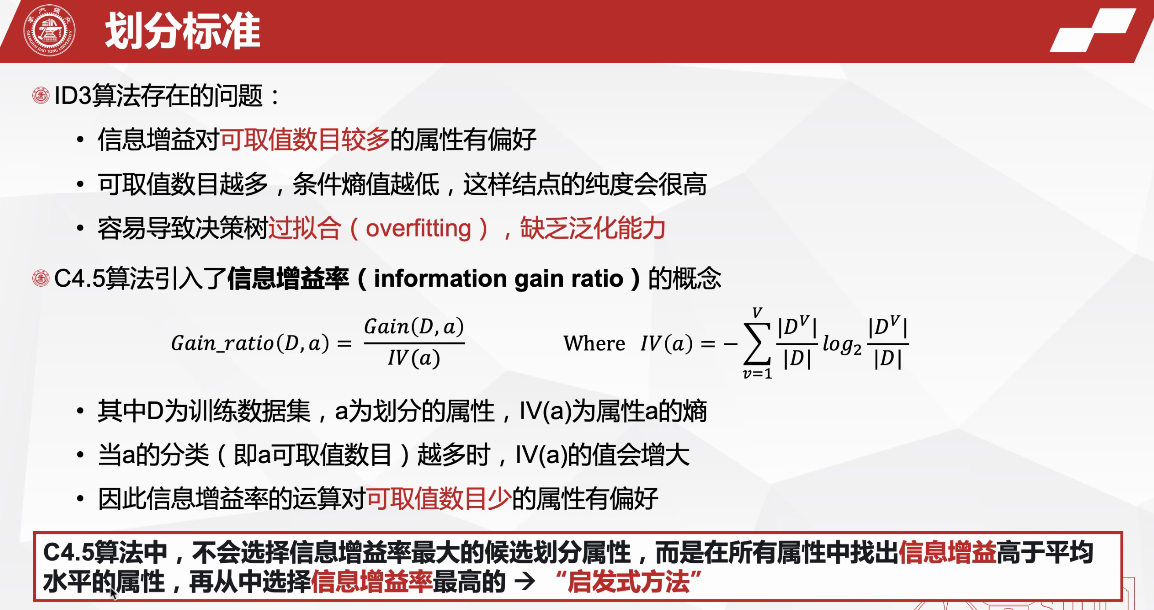 划分标准
ID3算法存在的问题：
• 信息增益对可取值数目较多的属性有偏好
• 可取值数目越多，条件熵值越低，这样结点的纯度会很高
• 容易导致决策树过拟合（overfitting），缺乏泛化能力
C4.5算法引入了信息增益率（information gain ratio）的概念
Gain_ratio(D, a) = Gain(D, a) / IV(a) Where IV(a) = − ∑_{v=1}^{V} |D^V| / |D| log₂ |D^V| / |D|
• 其中D为训练数据集，a为划分的属性，IV(a)为属性a的熵
• 当a的分类（即a可取值数目）越多时，IV(a)的值会增大
• 因此信息增益率的运算对可取值数目少的属性有偏好
C4.5算法中，不会选择信息增益率最大的候选划分属性，而是在所有属性中找出信息增益高于平均
水平的属性，再从中选择信息增益率最高的 → “启发式方法”